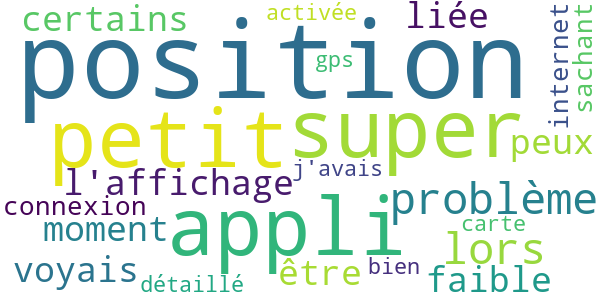 certains activée liée
position
gps
internet
sachant
petit super peux
l'affichage j'avais
connexion appli problème
moment carte
lors
voyais être bien
détaillé faible